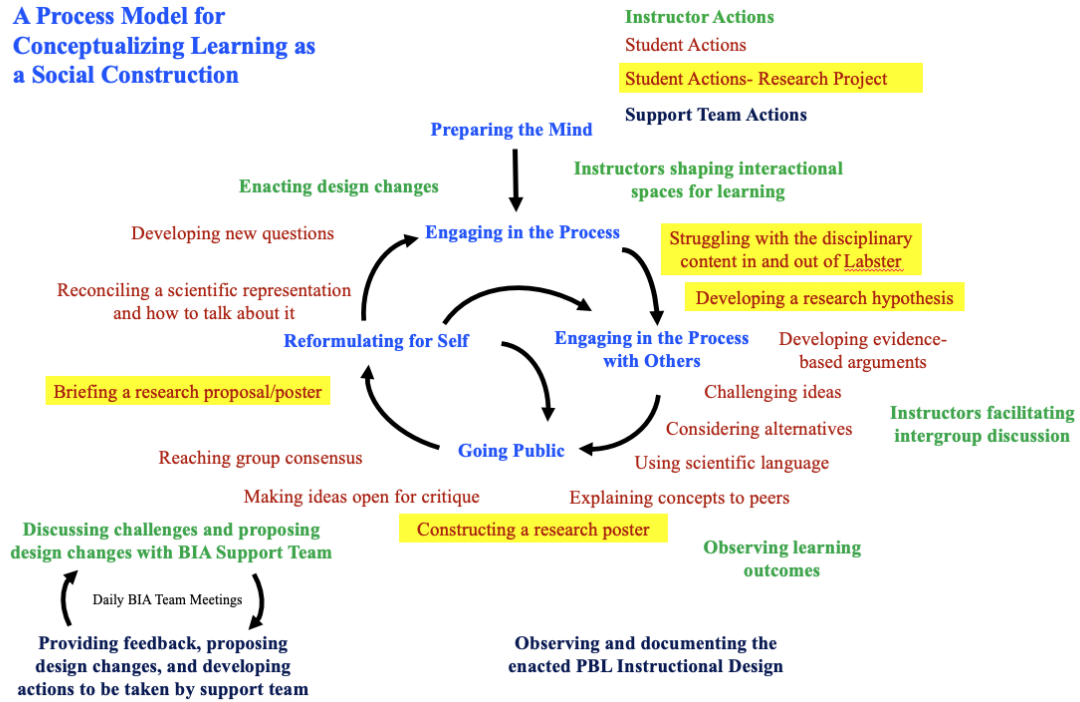 A Process Model for
Conceptualizing Learning as
a Social Construction
Instructor Actions
Student Actions
Student Actions- Research Project
Support Team Actions
Preparing the Mind
Instructors shaping interactional
spaces for learning
Enacting design changes
Developing new questions
Engaging in the Process
Struggling with the disciplinary
content in and out of Labster
Reconciling a scientific representation
and how to talk about it
Developing a research hypothesis
Reformulating for Self
Engaging in the Process
with Others
Developing evidence-
based arguments
Briefing a research proposal/poster
Challenging ideas
Instructors facilitating
intergroup discussion
Considering alternatives
Going Public
Reaching group consensus
Using scientific language
Making ideas open for critique
Explaining concepts to peers
Constructing a research poster
Discussing challenges and proposing
design changes with BIA Support Team
Observing learning
outcomes
Daily BIA Team Meetings
Providing feedback, proposing
design changes, and developing
actions to be taken by support team
Observing and documenting the
enacted PBL Instructional Design